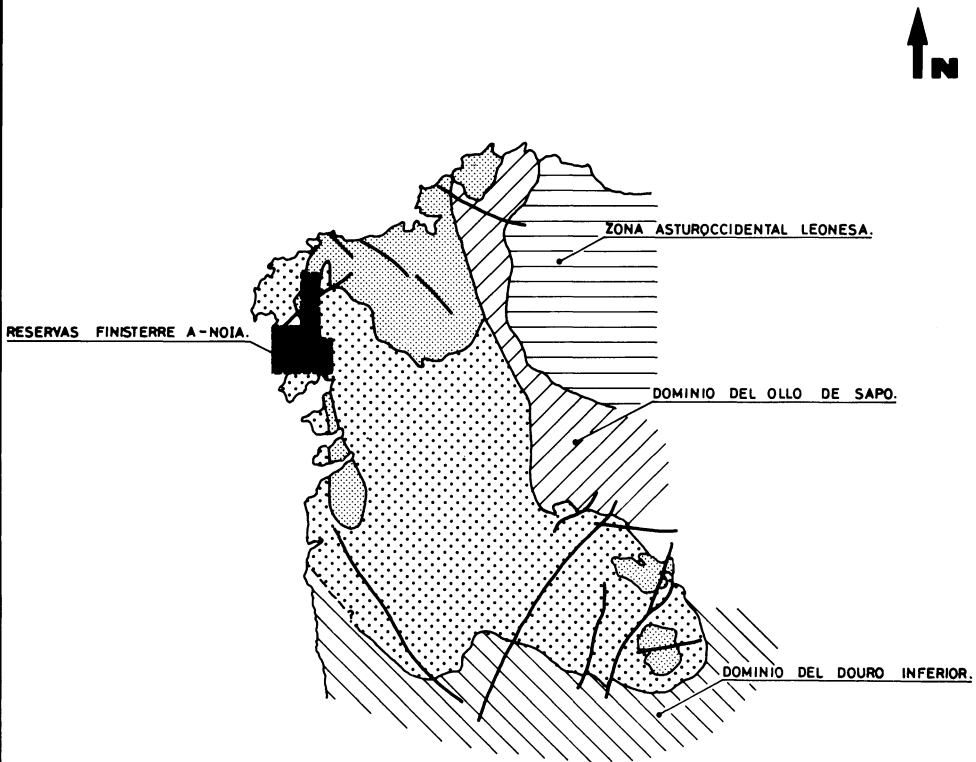 N
ZONA ASTUROCCIDENTAL LEONESA.
RESERVAS FINISTERRE A-NOIA.
DOMINIO DEL OLLO DE SAPO.
?
DOMINIO DEL DOURO INFERIOR.